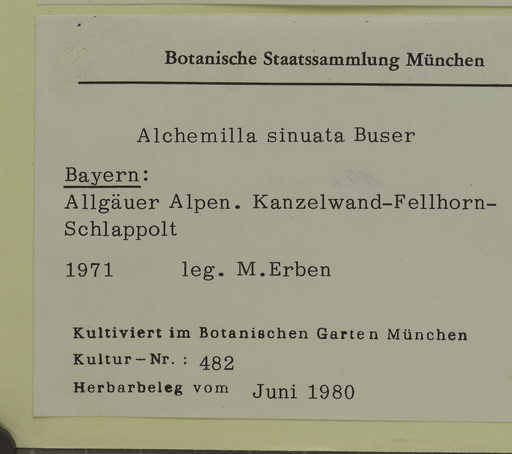 Botanische Staatssammlung München
Alchemilla sinuata Buser
Bayern:
Allgäuer Alpen. Kanzelwand-Fellhorn-
Schlappolt
1971 leg. M.Erben
Kultiviert im Botanischen Garten München
Kultur-Nr.: 482
Herbarbeleg vom Juni 1980